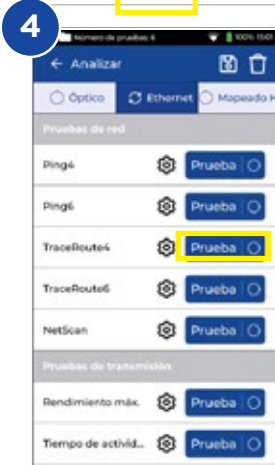 4
Número de pruebas: 6 100% 15:01
Analizar
Óptico Ethernet Mapeado H
Pruebas de red
Ping4 Prueba
Ping6 Prueba
TraceRoute4 Prueba
TraceRoute6 Prueba
NetScan Prueba
Pruebas de transmisión
Rendimiento máx. Prueba
Tiempo de activid... Prueba